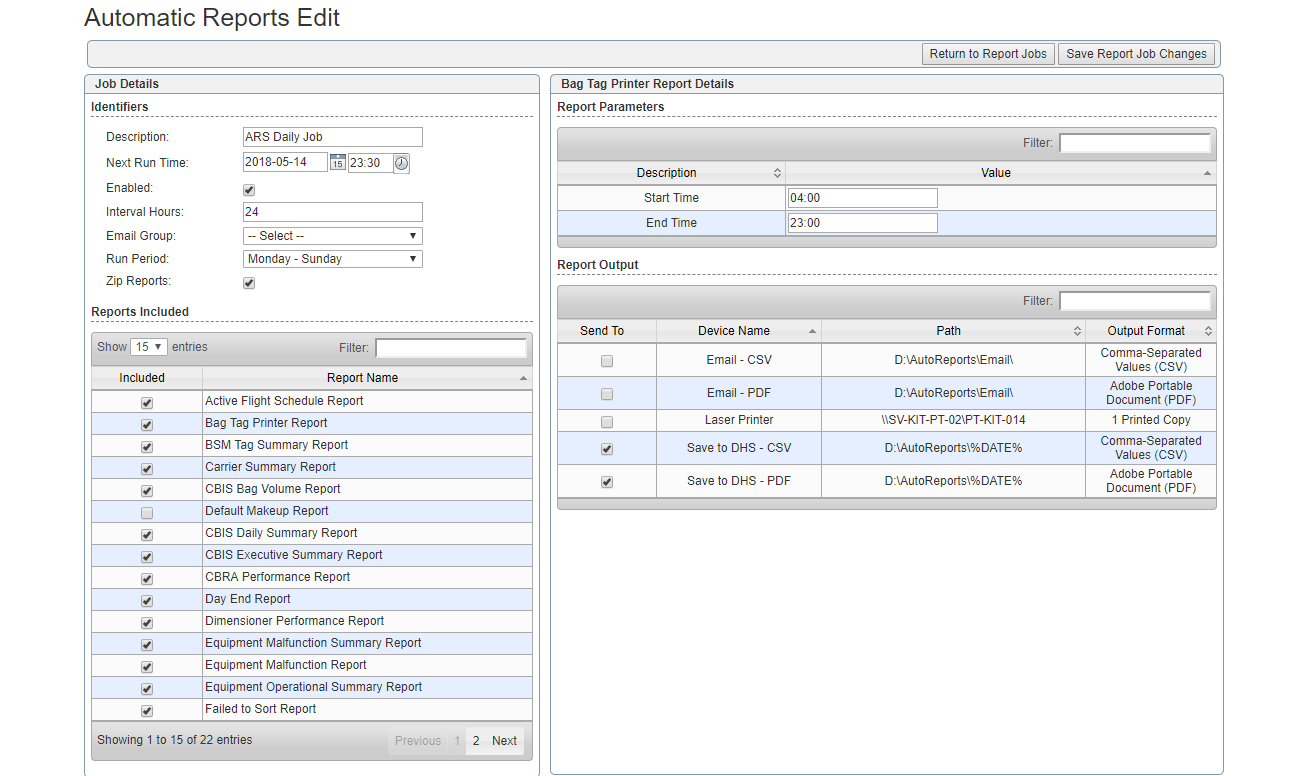 Automatic Reports Edit
Return to Report Jobs Save Report Job Changes
Job Details
Identifiers
Description: ARS Daily Job
Next Run Time: 2018-05-14 15 23:30
Enabled:
Interval Hours: 24
Email Group: -- Select --
Run Period: Monday - Sunday
Zip Reports:
Reports Included
Show 15 entries Filter:
Included Report Name
Active Flight Schedule Report
Bag Tag Printer Report
BSM Tag Summary Report
Carrier Summary Report
CBIS Bag Volume Report
Default Makeup Report
CBIS Daily Summary Report
CBIS Executive Summary Report
CBRA Performance Report
Day End Report
Dimensioner Performance Report
Equipment Malfunction Summary Report
Equipment Malfunction Report
Equipment Operational Summary Report
Failed to Sort Report
Showing 1 to 15 of 22 entries Previous 1 2 Next
Bag Tag Printer Report Details
Report Parameters
Filter:
Description Value
Start Time 04:00
End Time 23:00
Report Output
Filter:
Send To Device Name Path Output Format
Email - CSV D:\AutoReports\Email\ Comma-Separated
Values (CSV)
Email - PDF D:\AutoReports\Email\ Adobe Portable
Document (PDF)
Laser Printer \\SV-KIT-PT-02\PT-KIT-014 1 Printed Copy
Save to DHS - CSV D:\AutoReports\%DATE% Comma-Separated
Values (CSV)
Save to DHS - PDF D:\AutoReports\%DATE% Adobe Portable
Document (PDF)